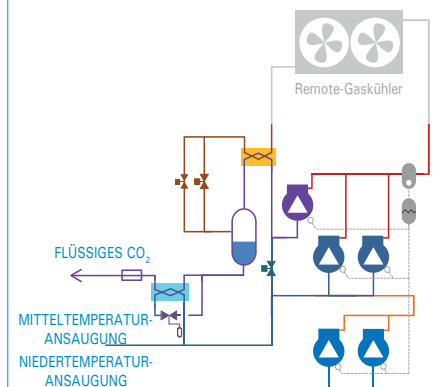 Remote-Gaskühler
FLÜSSIGES CO₂
MITTELTEMPERATUR-
ANSAUGUNG
NIEDERTEMPERATUR-
ANSAUGUNG